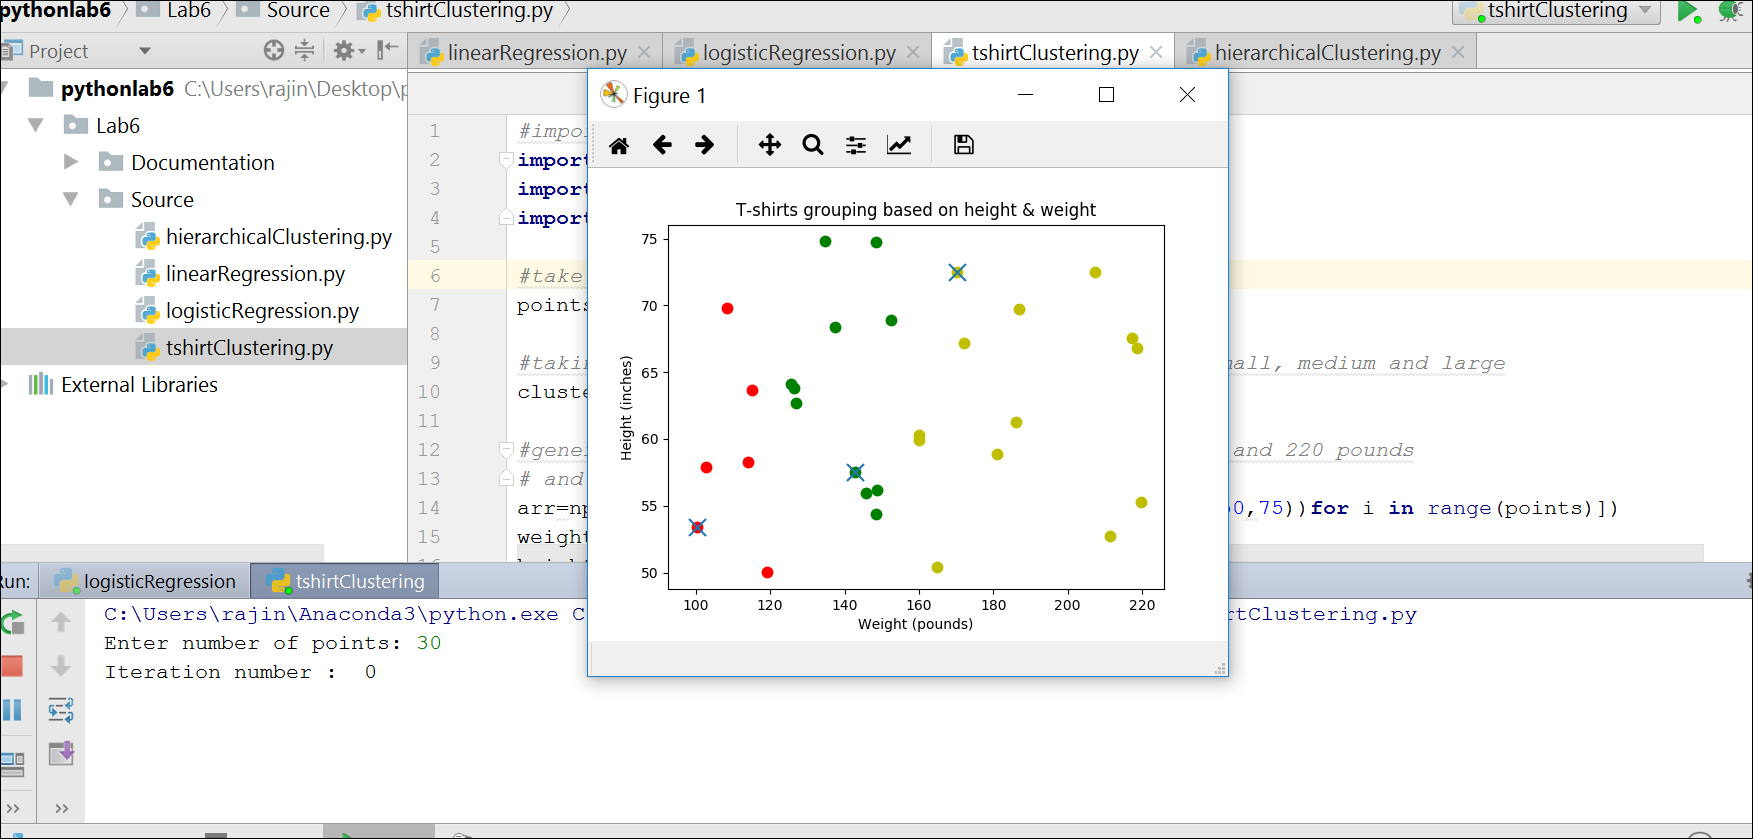 pythonlab6 Lab6 Source tshirtClustering.py tshirtClustering
Project linearRegression.py logisticRegression.py tshirtClustering.py hierarchicalClustering.py
pythonlab6 C:\Users\rajin\Desktop\p
Lab6
Documentation
Source
hierarchicalClustering.py
linearRegression.py
logisticRegression.py
tshirtClustering.py
External Libraries
1 #impo
2 import
3 import
4 import
5
6 #take
7 points
8
9 #takin mall, medium and large
10 cluste
11
12 #gener and 220 pounds
13 # and
14 arr=np 0,75))for i in range(points)])
15 weight
Figure 1
T-shirts grouping based on height & weight
Height (inches)
75
70
65
60
55
50
100 120 140 160 180 200 220
Weight (pounds)
Run: logisticRegression tshirtClustering
C:\Users\rajin\Anaconda3\python.exe C rtClustering.py
Enter number of points: 30
Iteration number : 0